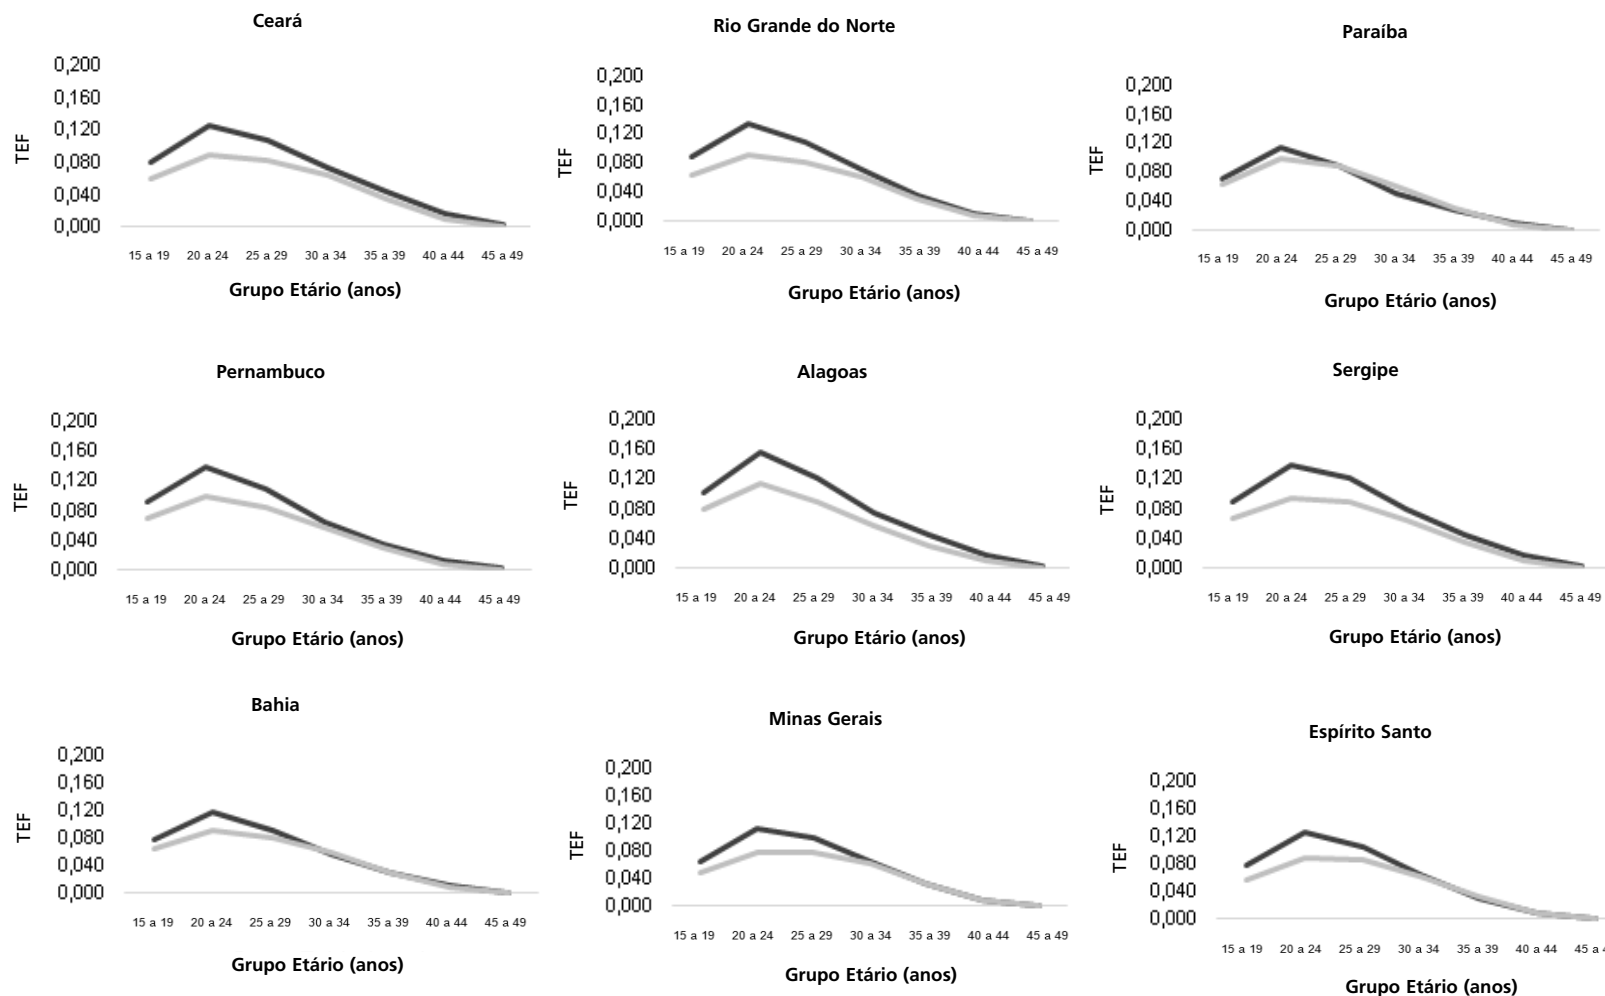 Ceará
TEF
0,200
0,160
0,120
0,080
0,040
0,000
15 a 19 20 a 24 25 a 29 30 a 34 35 a 39 40 a 44 45 a 49
Grupo Etário (anos)
Rio Grande do Norte
TEF
0,200
0,160
0,120
0,080
0,040
0,000
15 a 19 20 a 24 25 a 29 30 a 34 35 a 39 40 a 44 45 a 49
Grupo Etário (anos)
Paraíba
TEF
0,200
0,160
0,120
0,080
0,040
0,000
15 a 19 20 a 24 25 a 29 30 a 34 35 a 39 40 a 44 45 a 49
Grupo Etário (anos)
Pernambuco
TEF
0,200
0,160
0,120
0,080
0,040
0,000
15 a 19 20 a 24 25 a 29 30 a 34 35 a 39 40 a 44 45 a 49
Grupo Etário (anos)
Alagoas
TEF
0,200
0,160
0,120
0,080
0,040
0,000
15 a 19 20 a 24 25 a 29 30 a 34 35 a 39 40 a 44 45 a 49
Grupo Etário (anos)
Sergipe
TEF
0,200
0,160
0,120
0,080
0,040
0,000
15 a 19 20 a 24 25 a 29 30 a 34 35 a 39 40 a 44 45 a 49
Grupo Etário (anos)
Bahia
TEF
0,200
0,160
0,120
0,080
0,040
0,000
15 a 19 20 a 24 25 a 29 30 a 34 35 a 39 40 a 44 45 a 49
Grupo Etário (anos)
Minas Gerais
TEF
0,200
0,160
0,120
0,080
0,040
0,000
15 a 19 20 a 24 25 a 29 30 a 34 35 a 39 40 a 44 45 a 49
Grupo Etário (anos)
Espírito Santo
TEF
0,200
0,160
0,120
0,080
0,040
0,000
15 a 19 20 a 24 25 a 29 30 a 34 35 a 39 40 a 44 45 a
Grupo Etário (anos)